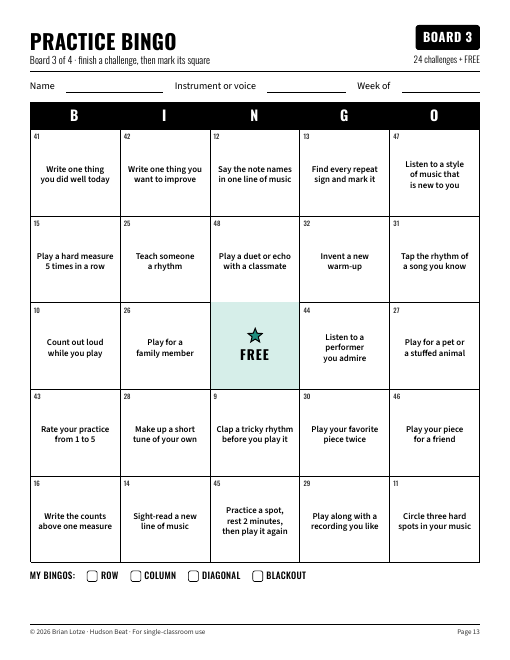 PRACTICE BINGO
BOARD 3
Board 3 of 4 · finish a challenge, then mark its square
24 challenges + FREE
Name
Instrument or voice
Week of
B I N G O
41
Write one thing
you did well today
42
Write one thing you
want to improve
12
Say the note names
in one line of music
13
Find every repeat
sign and mark it
47
Listen to a style
of music that
is new to you
15
Play a hard measure
5 times in a row
25
Teach someone
a rhythm
48
Play a duet or echo
with a classmate
32
Invent a new
warm-up
31
Tap the rhythm of
a song you know
10
Count out loud
while you play
26
Play for a
family member
FREE
44
Listen to a
performer
you admire
27
Play for a pet or
a stuffed animal
43
Rate your practice
from 1 to 5
28
Make up a short
tune of your own
9
Clap a tricky rhythm
before you play it
30
Play your favorite
piece twice
46
Play your piece
for a friend
16
Write the counts
above one measure
14
Sight-read a new
line of music
45
Practice a spot,
rest 2 minutes,
then play it again
29
Play along with a
recording you like
11
Circle three hard
spots in your music
MY BINGOS: ROW COLUMN DIAGONAL BLACKOUT
© 2026 Brian Lotze · Hudson Beat · For single-classroom use
Page 13